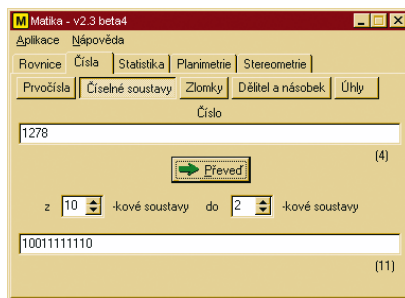 Matika - v2.3 beta4
Aplikace Nápověda
Rovnice Čísla Statistika Planimetrie Stereometrie
Prvočísla Číselné soustavy Zlomky Dělitel a násobek Úhly
Číslo
1278
(4)
Převeď
z 10 -kové soustavy do 2 -kové soustavy
10011111110
(11)